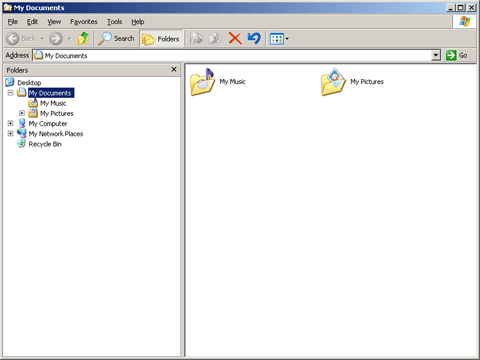 My Documents
File Edit View Favorites Tools Help
Back Search Folders
Address My Documents Go
Folders
Desktop
My Documents
My Music
My Pictures
My Computer
My Network Places
Recycle Bin
My Music My Pictures